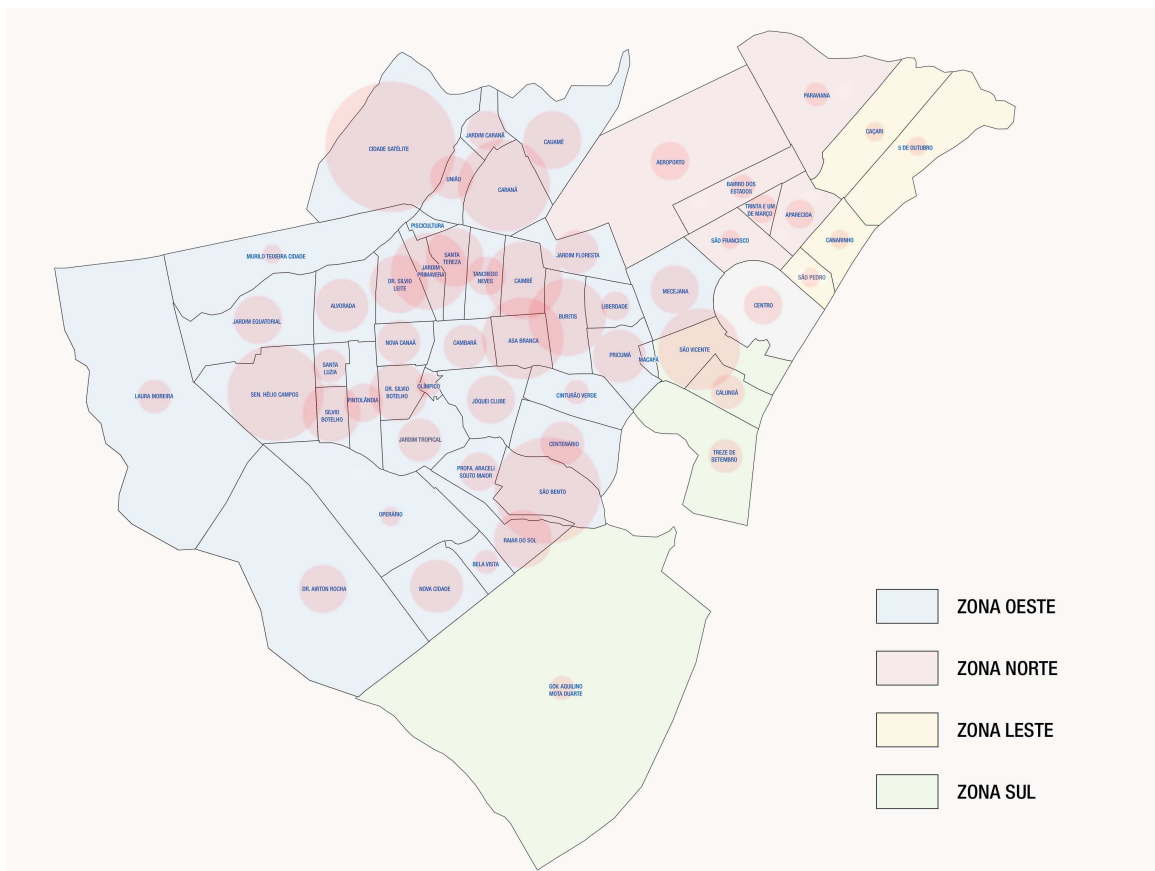 PARAVIANA
CAÇARI
5 DE OUTUBRO
JARDIM CARANÃ
CAUAMÉ
CIDADE SATÉLITE
AEROPORTO
UNIÃO
CARANÃ
BAIRRO DOS
ESTADOS
TRINTA E UM
DE MARÇO
APARECIDA
PISCICULTURA
SÃO FRANCISCO
CANARINHO
MURILO TEIXEIRA CIDADE
SANTA
TEREZA
JARDIM FLORESTA
JARDIM
PRIMAVERA
TANCREDO
NEVES
CAIMBÉ
DR. SILVIO
LEITE
SÃO PEDRO
MECEJANA
ALVORADA
LIBERDADE
CENTRO
JARDIM EQUATORIAL
BURITIS
NOVA CANAÃ
CAMBARÁ
ASA BRANCA
PRICUMÃ
MACAPÁ
SÃO VICENTE
SANTA
LUZIA
LAURA MOREIRA
SEN. HÉLIO CAMPOS
PINTOLÂNDIA
DR. SILVIO
BOTELHO
OLÍMPICO
JÓQUEI CLUBE
CINTURÃO VERDE
CALUNGÁ
SILVIO
BOTELHO
JARDIM TROPICAL
CENTENÁRIO
TREZE DE
SETEMBRO
PROFA. ARACELI
SOUTO MAIOR
SÃO BENTO
OPERÁRIO
RAIAR DO SOL
BELA VISTA
DR. AIRTON ROCHA
NOVA CIDADE
GOV. AQUILINO
MOTA DUARTE
ZONA OESTE
ZONA NORTE
ZONA LESTE
ZONA SUL